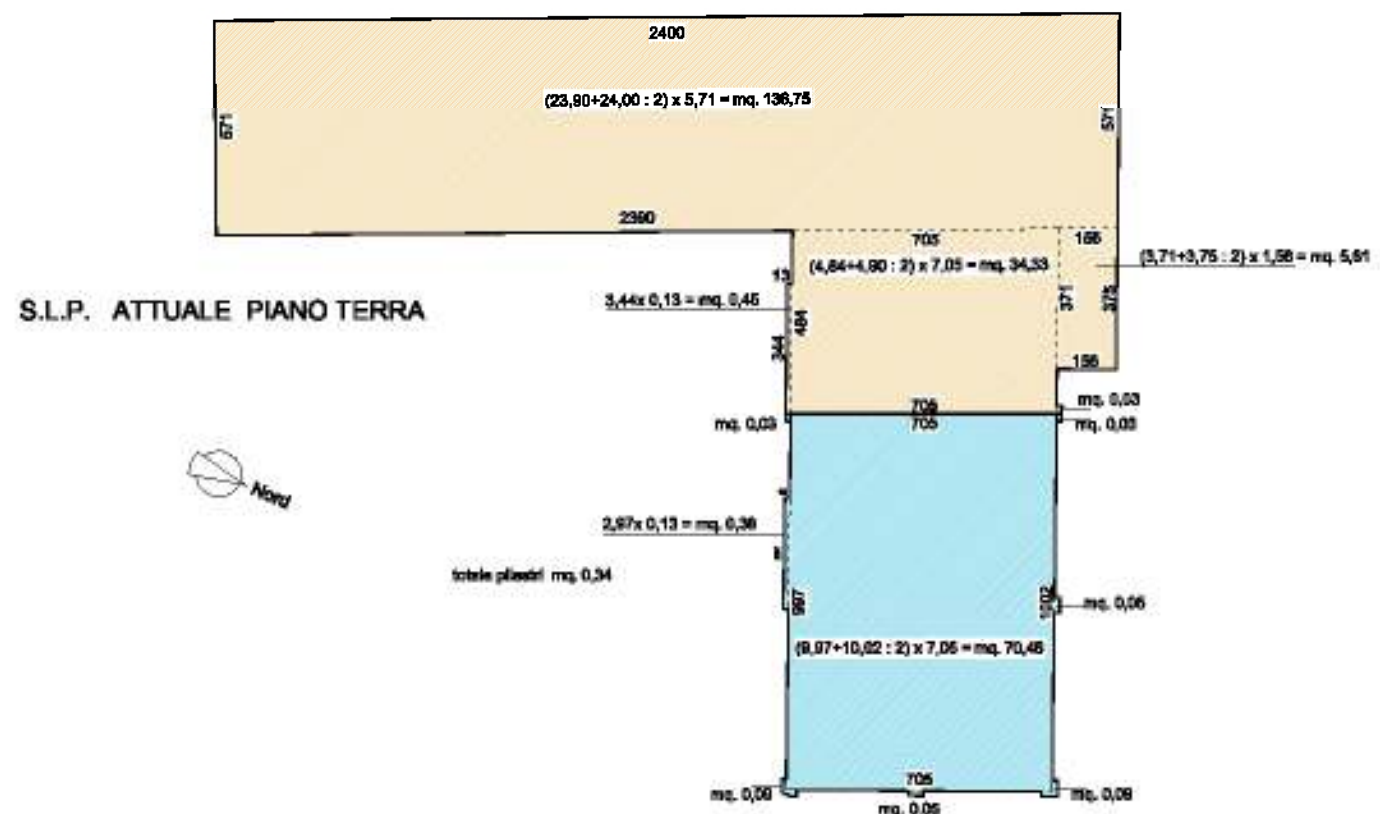 2400
(23,90+24,00 : 2) x 5,71 = mq. 136,75
571
571
2390
705
156
(4,84+4,90 : 2) x 7,05 = mq. 34,33
(3,71+3,75 : 2) x 1,56 = mq. 5,81
13
3,44x 0,13 = mq. 0,45
484
371
375
S.L.P. ATTUALE PIANO TERRA
344
156
705
mq. 0,03
mq. 0,03
705
mq. 0,03
Nord
2,97x 0,13 = mq. 0,38
totale pilastri mq. 0,34
997
1002
mq. 0,05
(9,97+10,02 : 2) x 7,05 = mq. 70,46
705
mq. 0,09
mq. 0,05
mq. 0,09